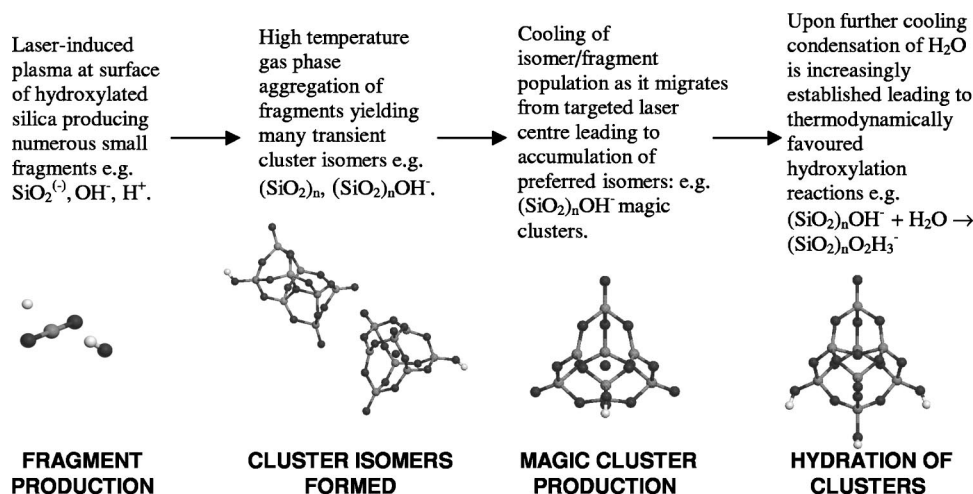 Laser-induced
plasma at surface
of hydroxylated
silica producing
numerous small
fragments e.g.
SiO₂⁽⁻⁾, OH⁻, H⁺.
High temperature
gas phase
aggregation of
fragments yielding
many transient
cluster isomers e.g.
(SiO₂)ₙ, (SiO₂)ₙOH⁻.
Cooling of
isomer/fragment
population as it migrates
from targeted laser
centre leading to
accumulation of
preferred isomers: e.g.
(SiO₂)ₙOH⁻ magic
clusters.
Upon further cooling
condensation of H₂O
is increasingly
established leading to
thermodynamically
favoured
hydroxylation
reactions e.g.
(SiO₂)ₙOH⁻ + H₂O →
(SiO₂)ₙO₂H₃⁻
FRAGMENT
PRODUCTION
CLUSTER ISOMERS
FORMED
MAGIC CLUSTER
PRODUCTION
HYDRATION OF
CLUSTERS